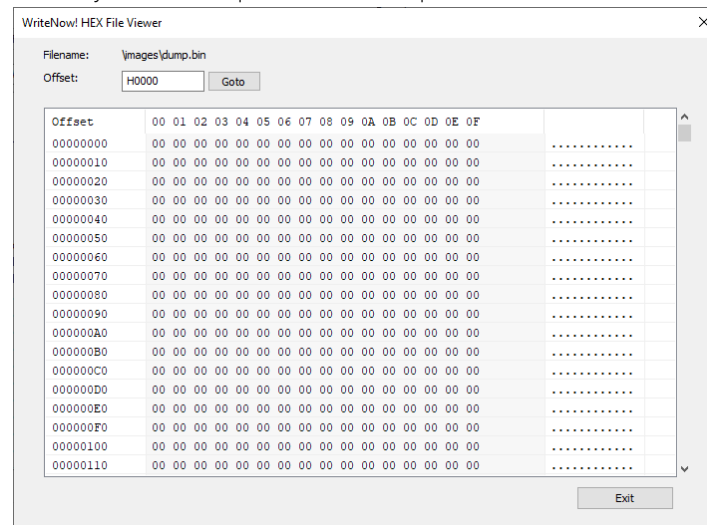 WriteNow! HEX File Viewer
Filename: \images\dump.bin
Offset: H0000 Goto
Offset 00 01 02 03 04 05 06 07 08 09 0A 0B 0C 0D 0E 0F
00000000 00 00 00 00 00 00 00 00 00 00 00 00 00 00 00 00 ............
00000010 00 00 00 00 00 00 00 00 00 00 00 00 00 00 00 00 ............
00000020 00 00 00 00 00 00 00 00 00 00 00 00 00 00 00 00 ............
00000030 00 00 00 00 00 00 00 00 00 00 00 00 00 00 00 00 ............
00000040 00 00 00 00 00 00 00 00 00 00 00 00 00 00 00 00 ............
00000050 00 00 00 00 00 00 00 00 00 00 00 00 00 00 00 00 ............
00000060 00 00 00 00 00 00 00 00 00 00 00 00 00 00 00 00 ............
00000070 00 00 00 00 00 00 00 00 00 00 00 00 00 00 00 00 ............
00000080 00 00 00 00 00 00 00 00 00 00 00 00 00 00 00 00 ............
00000090 00 00 00 00 00 00 00 00 00 00 00 00 00 00 00 00 ............
000000A0 00 00 00 00 00 00 00 00 00 00 00 00 00 00 00 00 ............
000000B0 00 00 00 00 00 00 00 00 00 00 00 00 00 00 00 00 ............
000000C0 00 00 00 00 00 00 00 00 00 00 00 00 00 00 00 00 ............
000000D0 00 00 00 00 00 00 00 00 00 00 00 00 00 00 00 00 ............
000000E0 00 00 00 00 00 00 00 00 00 00 00 00 00 00 00 00 ............
000000F0 00 00 00 00 00 00 00 00 00 00 00 00 00 00 00 00 ............
00000100 00 00 00 00 00 00 00 00 00 00 00 00 00 00 00 00 ............
00000110 00 00 00 00 00 00 00 00 00 00 00 00 00 00 00 00 ............
Exit